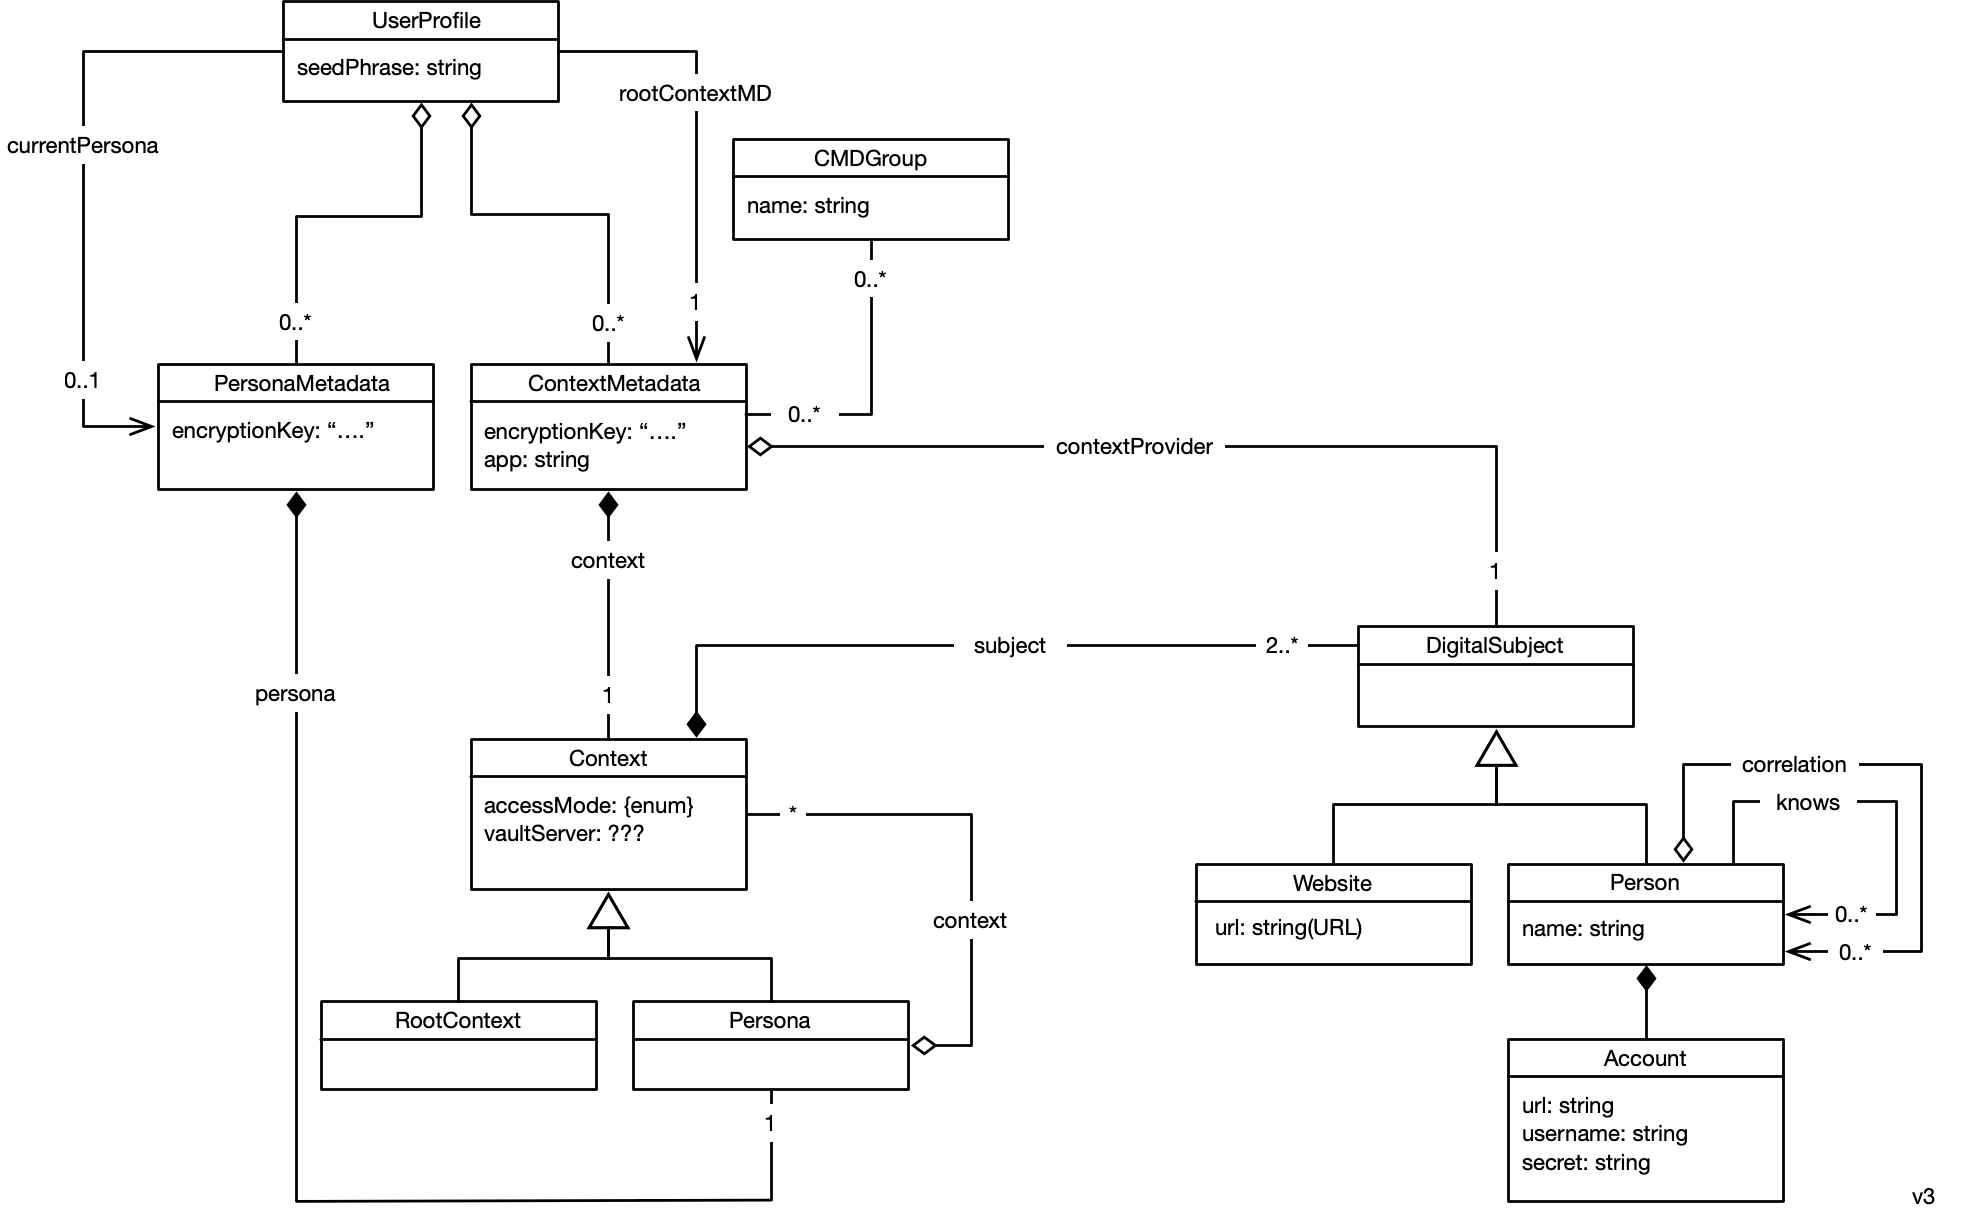 UserProfile
seedPhrase: string
rootContextMD
currentPersona
CMDGroup
name: string
0..*
1
0..*
0..*
0..1
PersonaMetadata
encryptionKey: “....”
ContextMetadata
encryptionKey: “....”
app: string
0..*
contextProvider
context
1
subject
2..*
DigitalSubject
persona
1
Context
accessMode: {enum}
vaultServer: ???
*
correlation
knows
context
Website
url: string(URL)
Person
name: string
0..*
0..*
RootContext
Persona
1
Account
url: string
username: string
secret: string
v3